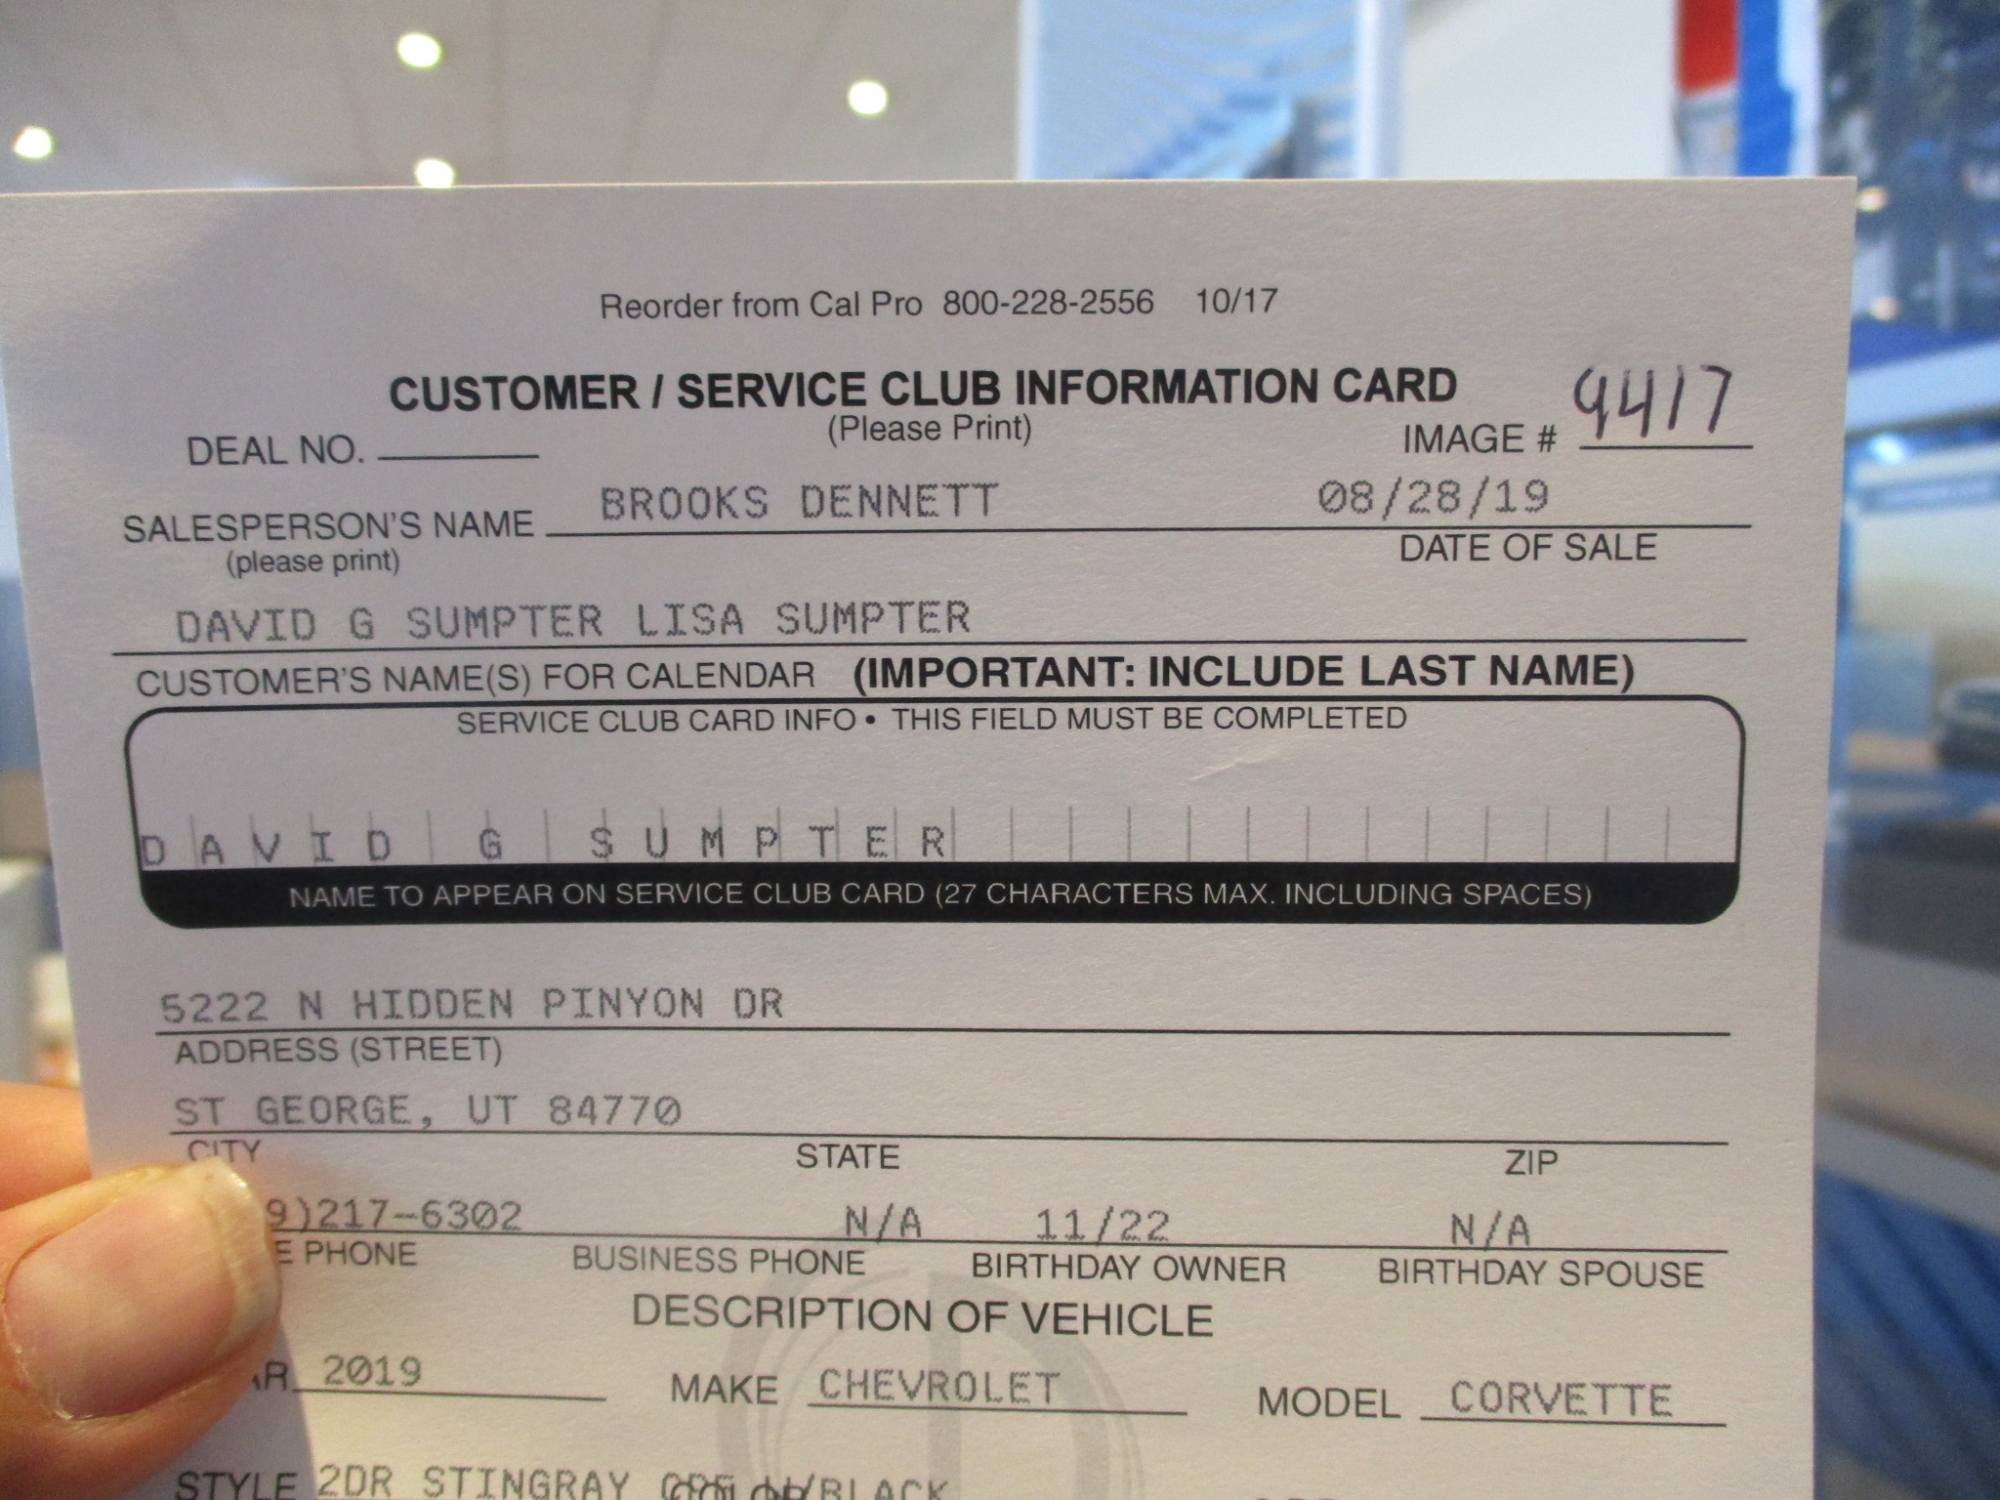 Reorder from Cal Pro 800-228-2556 10/17
CUSTOMER / SERVICE CLUB INFORMATION CARD
(Please Print)
DEAL NO.
IMAGE # 9417
SALESPERSON'S NAME BROOKS DENNETT 08/28/19
(please print) DATE OF SALE
DAVID G SUMPTER LISA SUMPTER
CUSTOMER'S NAME(S) FOR CALENDAR (IMPORTANT: INCLUDE LAST NAME)
SERVICE CLUB CARD INFO • THIS FIELD MUST BE COMPLETED
DAVID G SUMPTER
NAME TO APPEAR ON SERVICE CLUB CARD (27 CHARACTERS MAX. INCLUDING SPACES)
5222 N HIDDEN PINYON DR
ADDRESS (STREET)
ST GEORGE, UT 84770
CITY STATE ZIP
9)217-6302 N/A 11/22 N/A
E PHONE BUSINESS PHONE BIRTHDAY OWNER BIRTHDAY SPOUSE
DESCRIPTION OF VEHICLE
AR 2019 MAKE CHEVROLET MODEL CORVETTE
STYLE 2DR STINGRAY BLACK